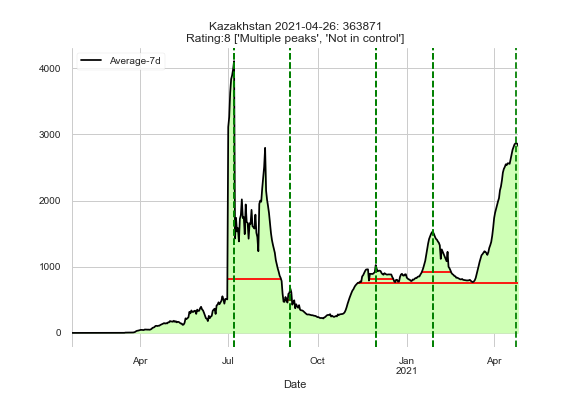 Kazakhstan 2021-04-26: 363871
Rating:8 ['Multiple peaks', 'Not in control']
Average-7d
4000
3000
2000
1000
0
Apr
Jul
Oct
Jan
2021
Apr
Date